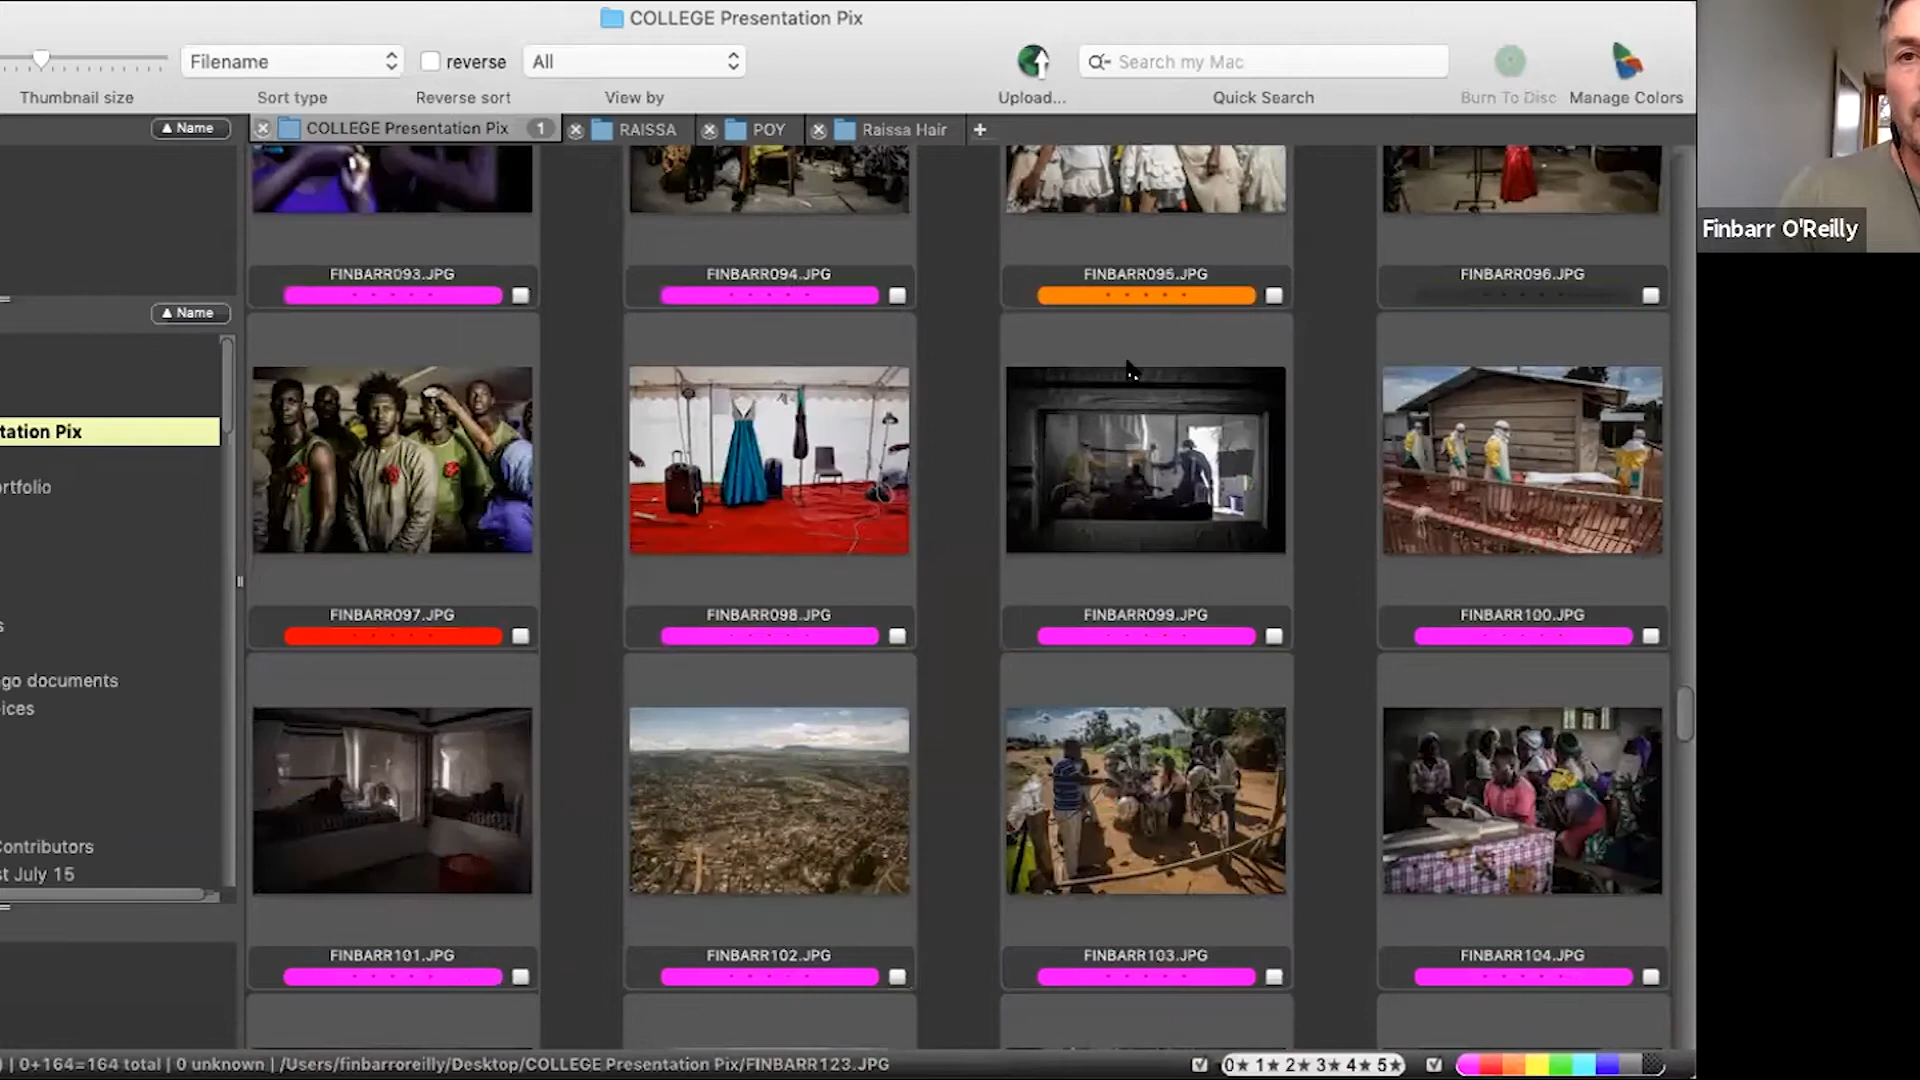 COLLEGE Presentation Pix
Filename
reverse
All
Search my Mac
Thumbnail size
Sort type
Reverse sort
View by
Upload...
Quick Search
Burn To Disc
Manage Colors
▲ Name
COLLEGE Presentation Pix
1
RAISSA
POY
Raissa Hair
+
Finbarr O'Reilly
FINBARR093.JPG
FINBARR094.JPG
FINBARR095.JPG
FINBARR096.JPG
▲ Name
tation Pix
ortfolio
s
FINBARR097.JPG
FINBARR098.JPG
FINBARR099.JPG
FINBARR100.JPG
go documents
ices
Contributors
st July 15
FINBARR101.JPG
FINBARR102.JPG
FINBARR103.JPG
FINBARR104.JPG
) | 0+164=164 total | 0 unknown | /Users/finbarroreilly/Desktop/COLLEGE Presentation Pix/FINBARR123.JPG
0★ 1★ 2★ 3★ 4★ 5★